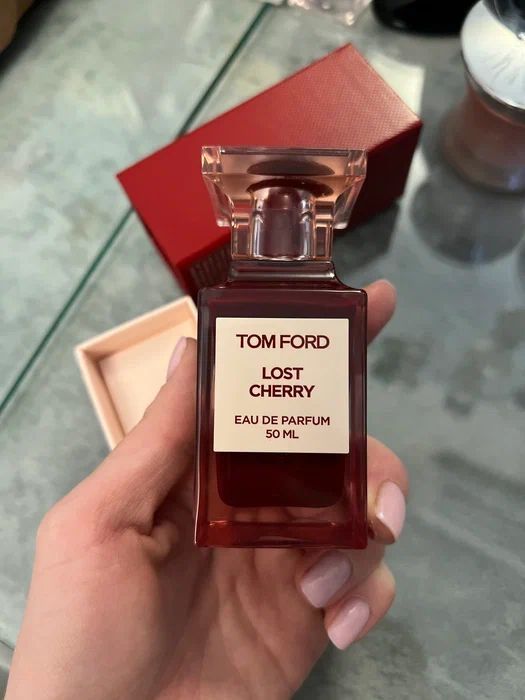 TOM FORD
LOST
CHERRY
EAU DE PARFUM
50 ML